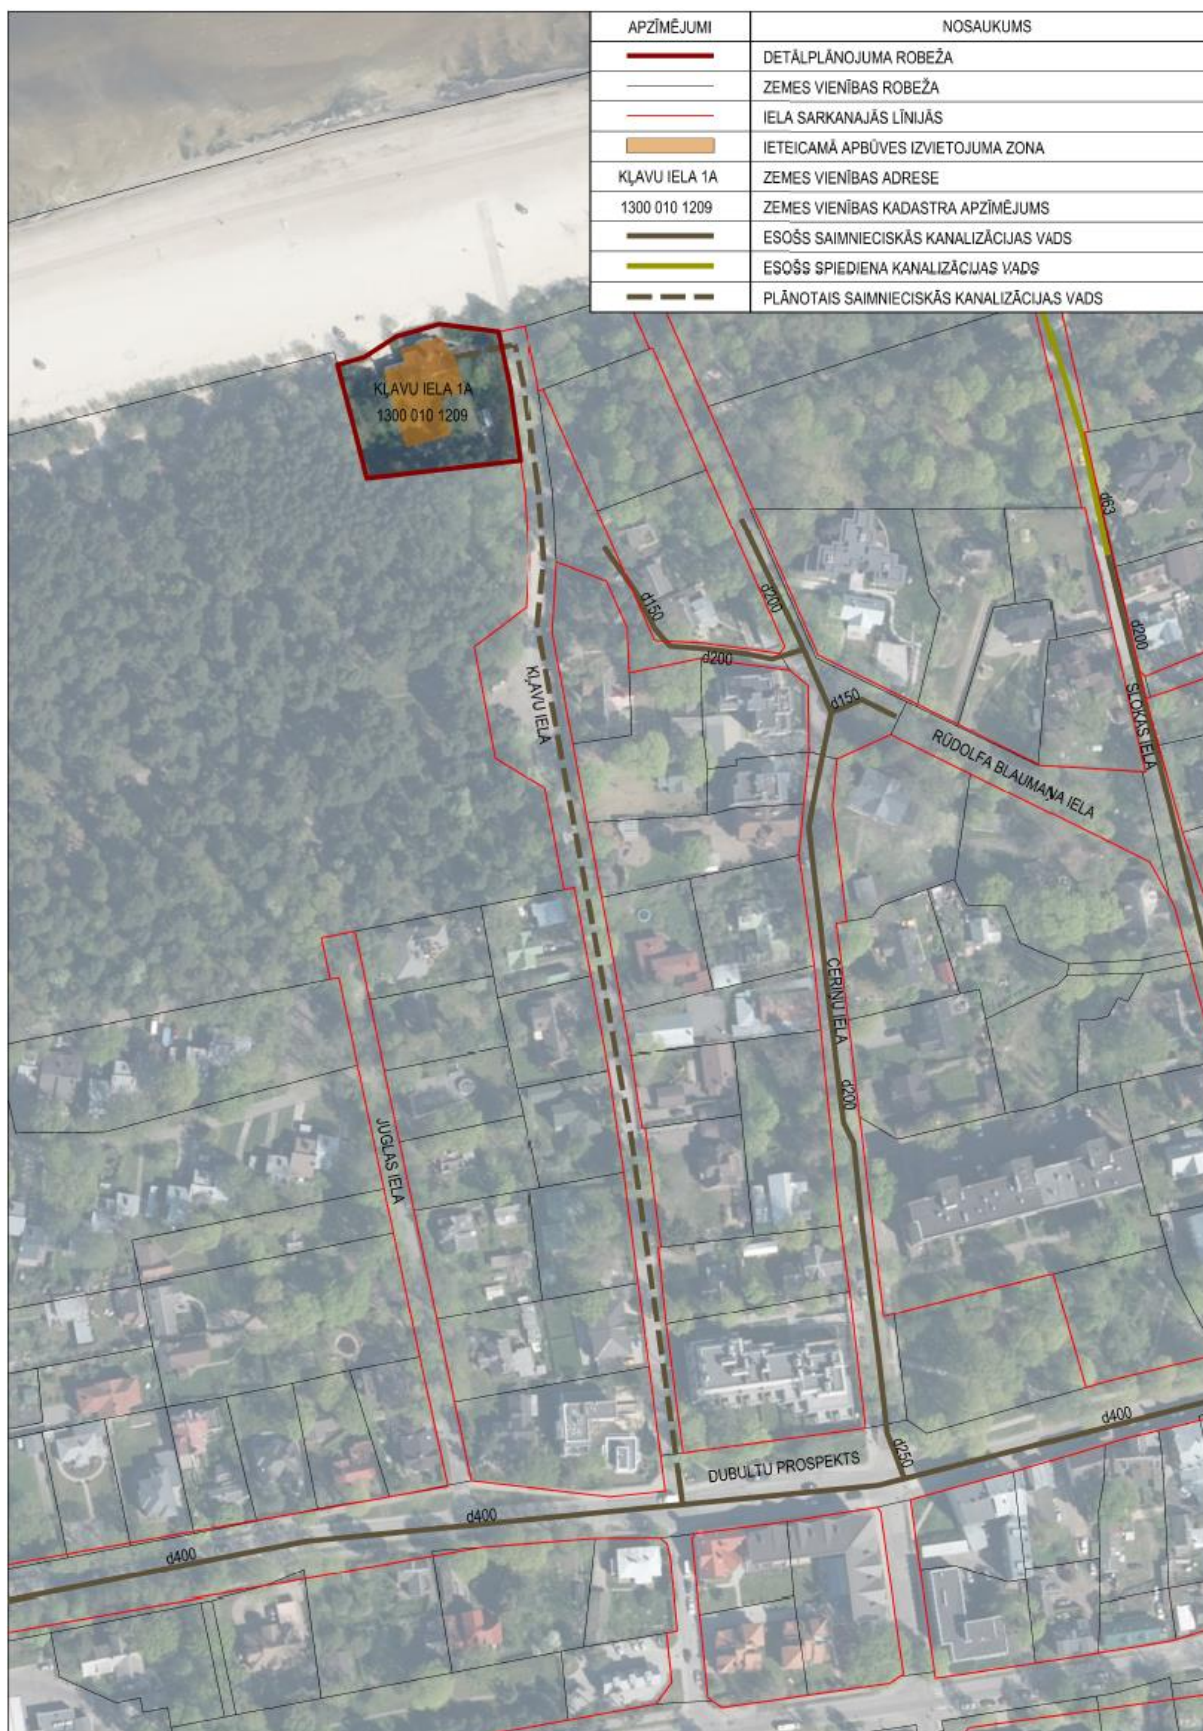 APZĪMĒJUMI NOSAUKUMS
DETĀLPLĀNOJUMA ROBEŽA
ZEMES VIENĪBAS ROBEŽA
IELA SARKANAJĀS LĪNIJĀS
IETEICAMĀ APBŪVES IZVIETOJUMA ZONA
KĻAVU IELA 1A ZEMES VIENĪBAS ADRESE
1300 010 1209 ZEMES VIENĪBAS KADASTRA APZĪMĒJUMS
ESOŠS SAIMNIECISKĀS KANALIZĀCIJAS VADS
ESOŠS SPIEDIENA KANALIZĀCIJAS VADS
PLĀNOTAIS SAIMNIECISKĀS KANALIZĀCIJAS VADS
KĻAVU IELA 1A
1300 010 1209
d63
d150
d200
d200
d200
d150
KĻAVU IELA
SLOKAS IELA
RŪDOLFA BLAUMAŅA IELA
CERIŅU IELA
d200
JUGLAS IELA
d400
d250
DUBULTU PROSPEKTS
d400
d400